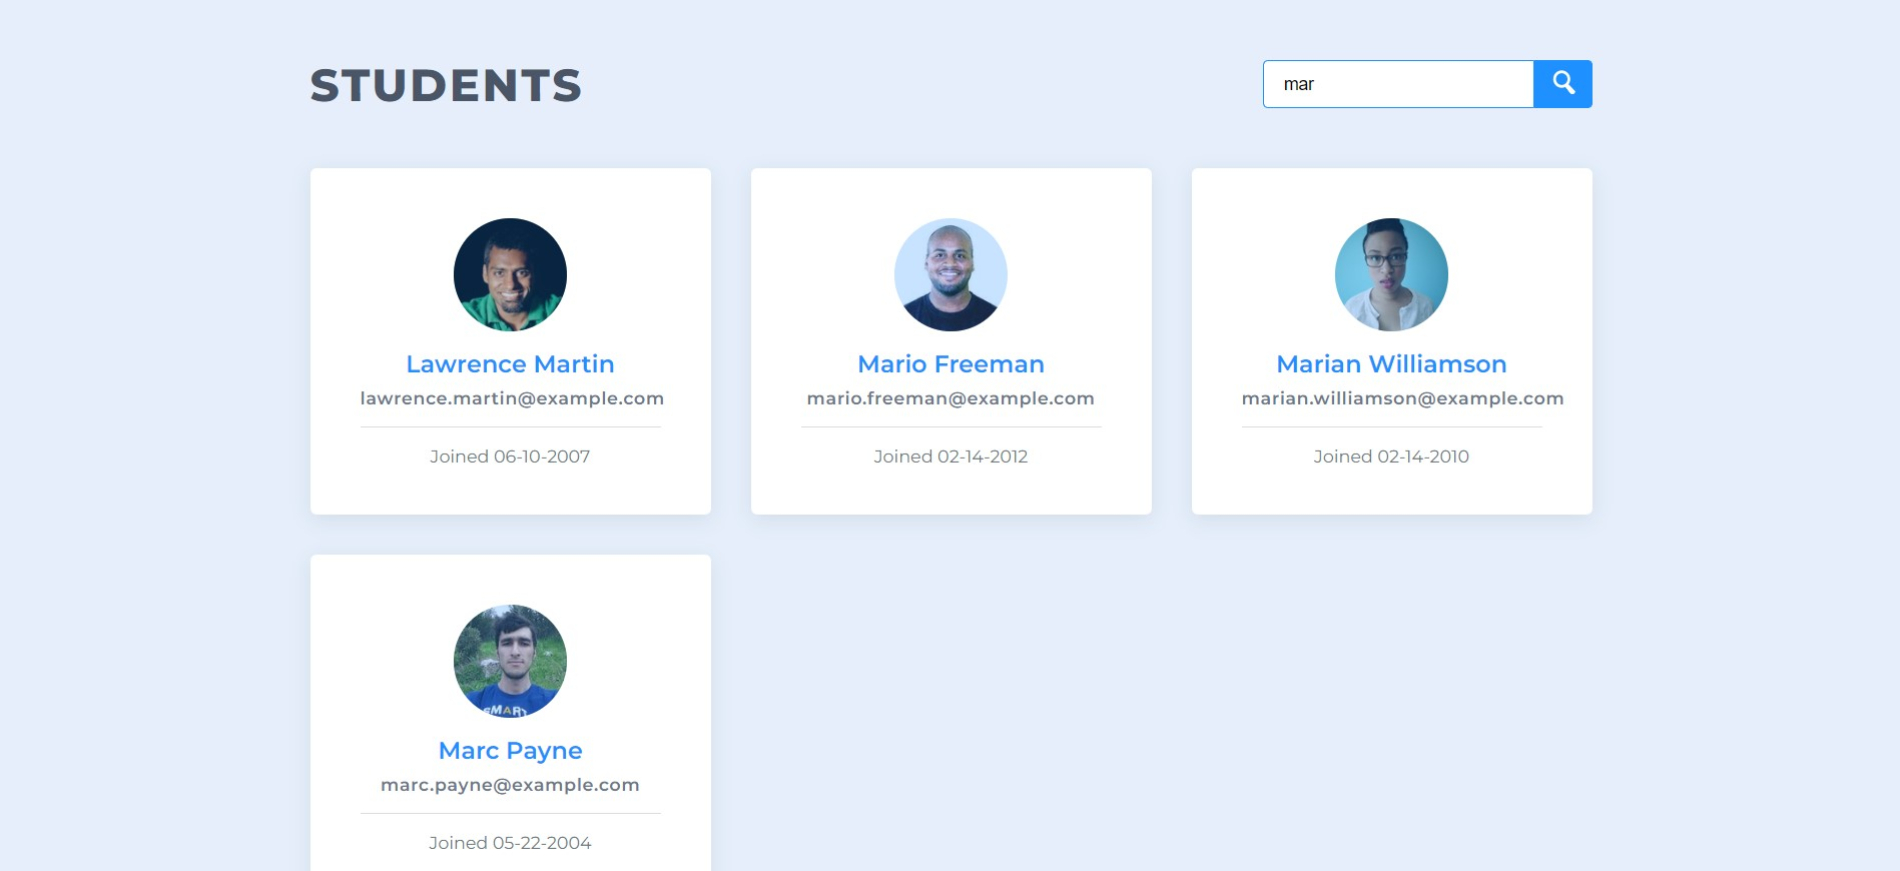 STUDENTS
mar
Lawrence Martin
lawrence.martin@example.com
Joined 06-10-2007
Mario Freeman
mario.freeman@example.com
Joined 02-14-2012
Marian Williamson
marian.williamson@example.com
Joined 02-14-2010
SMART
Marc Payne
marc.payne@example.com
Joined 05-22-2004